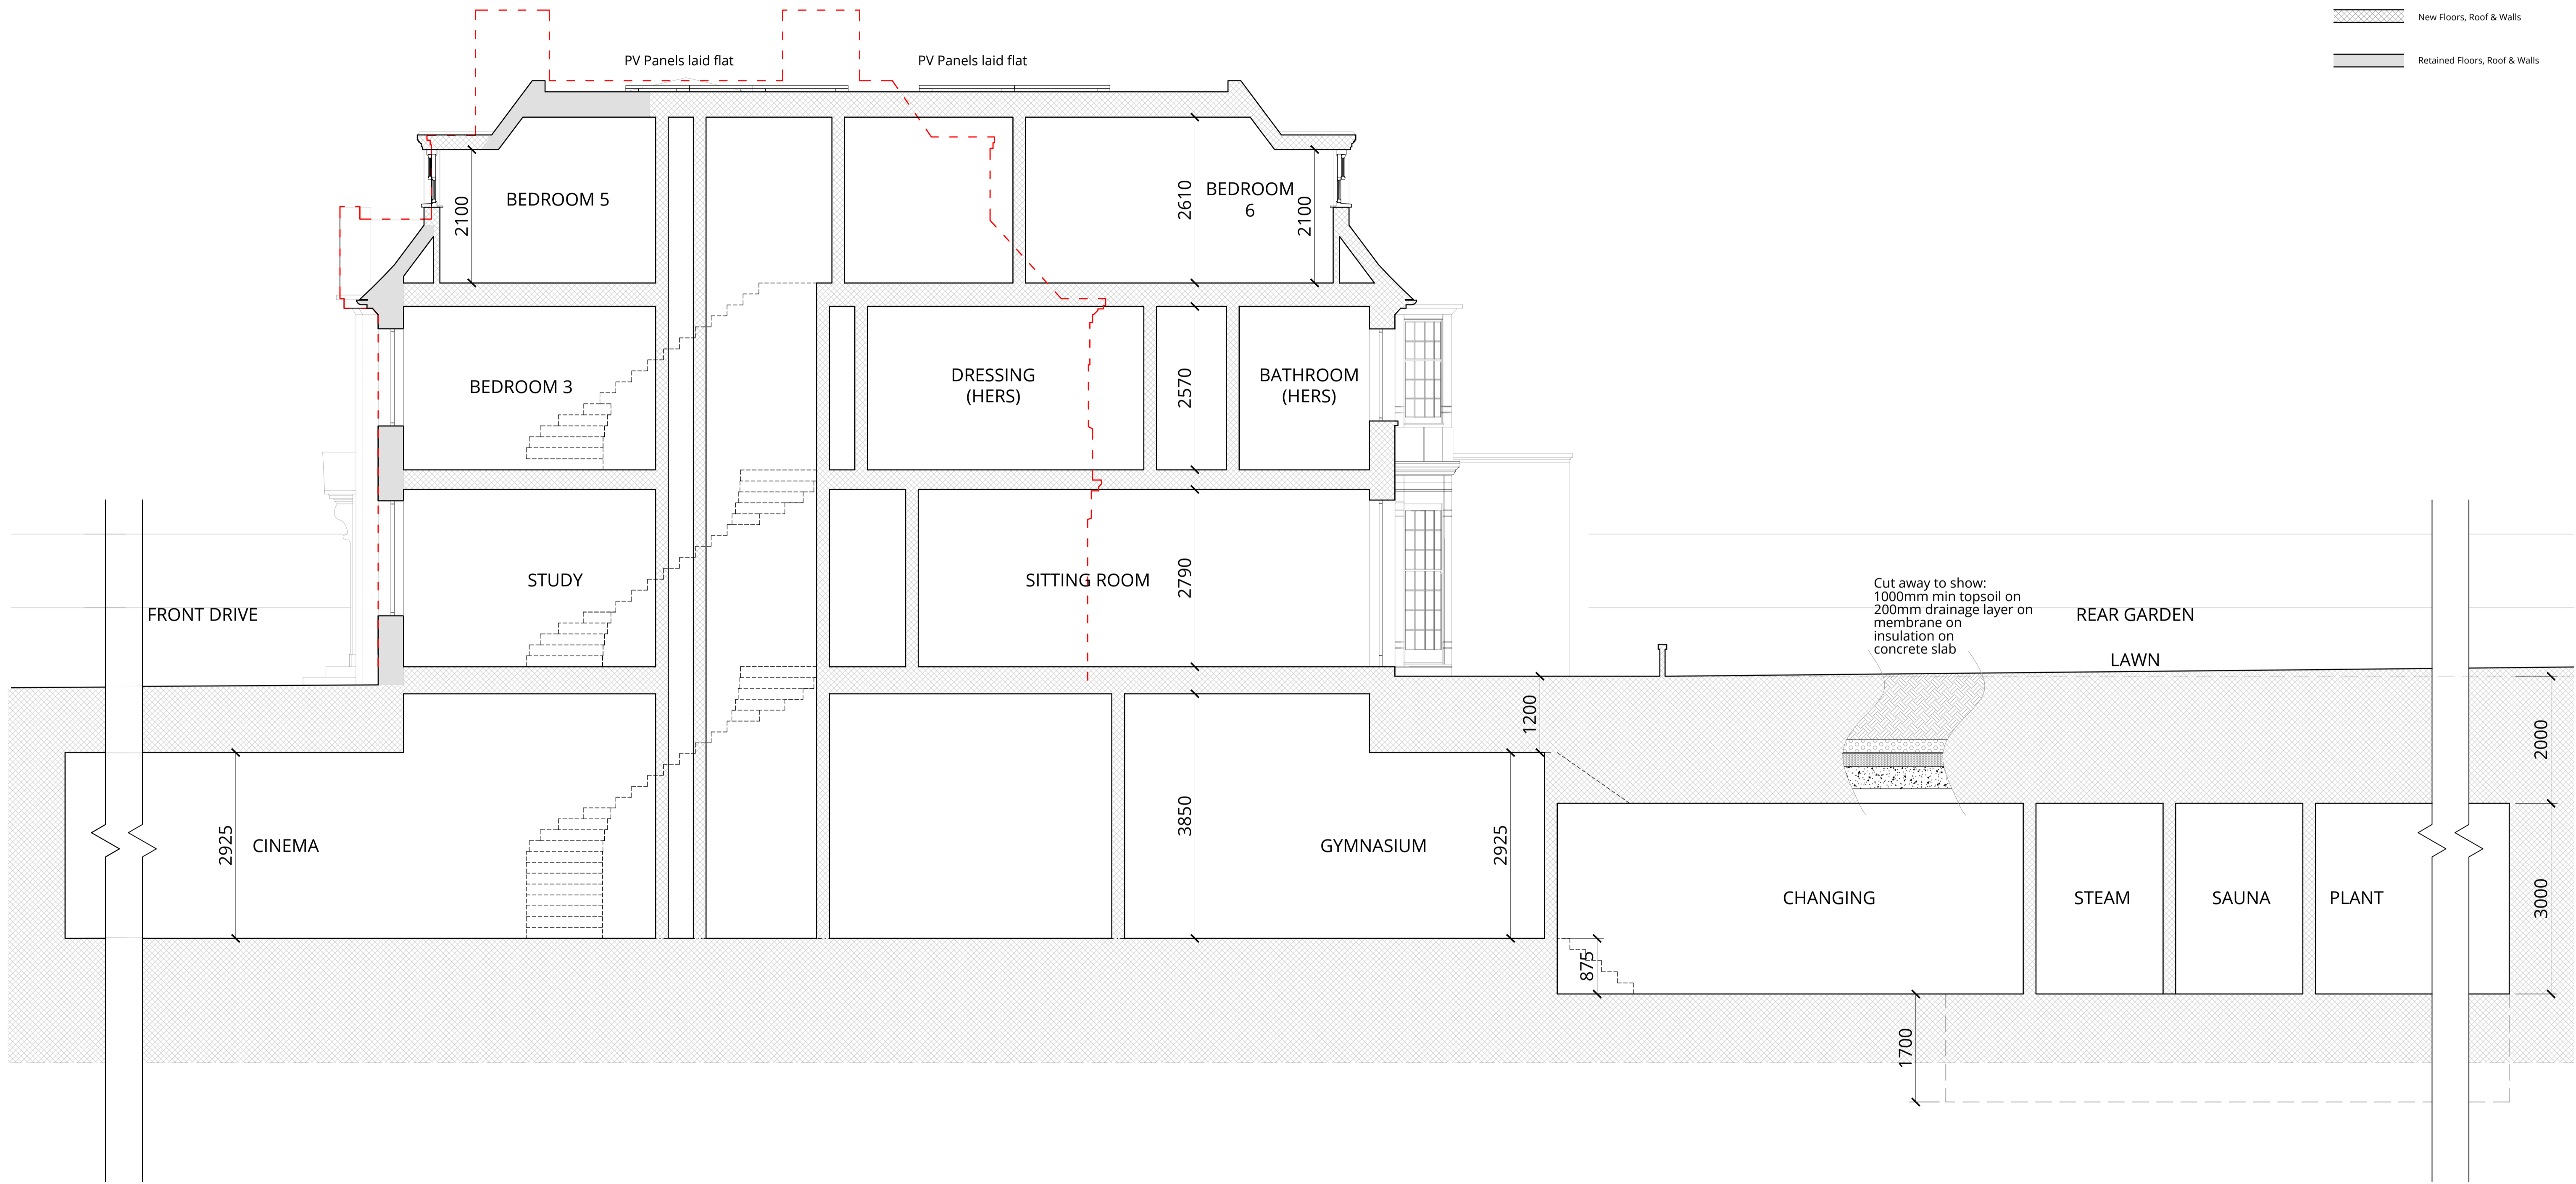 New Floors, Roof & Walls
PV Panels laid flat
PV Panels laid flat
Retained Floors, Roof & Walls
BEDROOM 5
2100
2610
BEDROOM
6
2100
BEDROOM 3
DRESSING
(HERS)
2570
BATHROOM
(HERS)
STUDY
SITTING ROOM
2790
FRONT DRIVE
Cut away to show:
1000mm min topsoil on
200mm drainage layer on
membrane on
insulation on
concrete slab
REAR GARDEN
LAWN
1200
2000
2925
CINEMA
3850
GYMNASIUM
2925
CHANGING
STEAM
SAUNA
PLANT
3000
875
1700